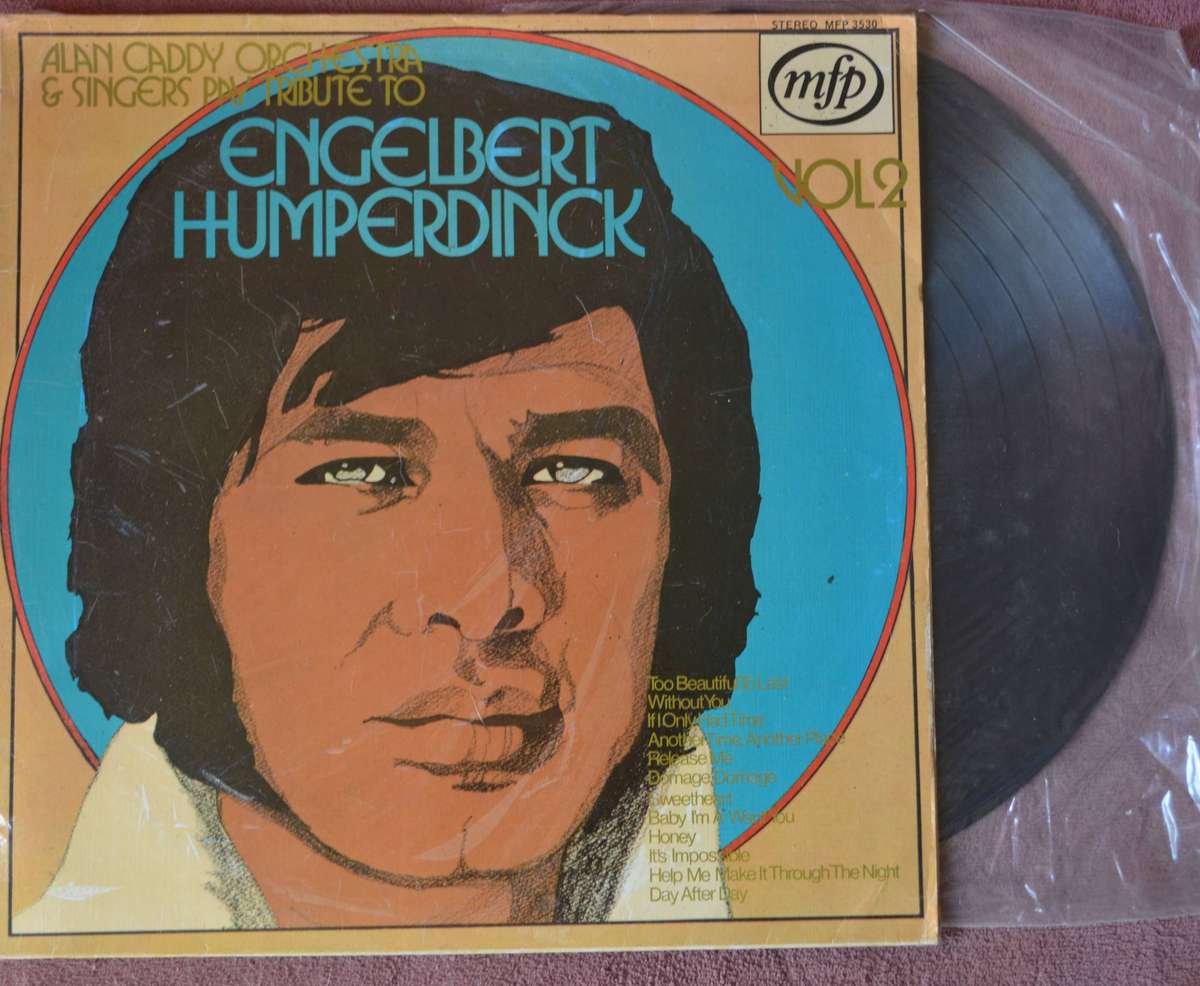 STEREO MFP 3530
mfp
ALAN CADDY ORCHESTRA
& SINGERS PAY TRIBUTE TO
ENGELBERT
HUMPERDINCK
VOL2
Too Beautiful To Last
Without You
If I Only Had Time
Another Time, Another Place
Release Me
Domage, Domage
Sweetheart
Baby I'm A Want You
Honey
It's Impossible
Help Me Make It Through The Night
Day After Day